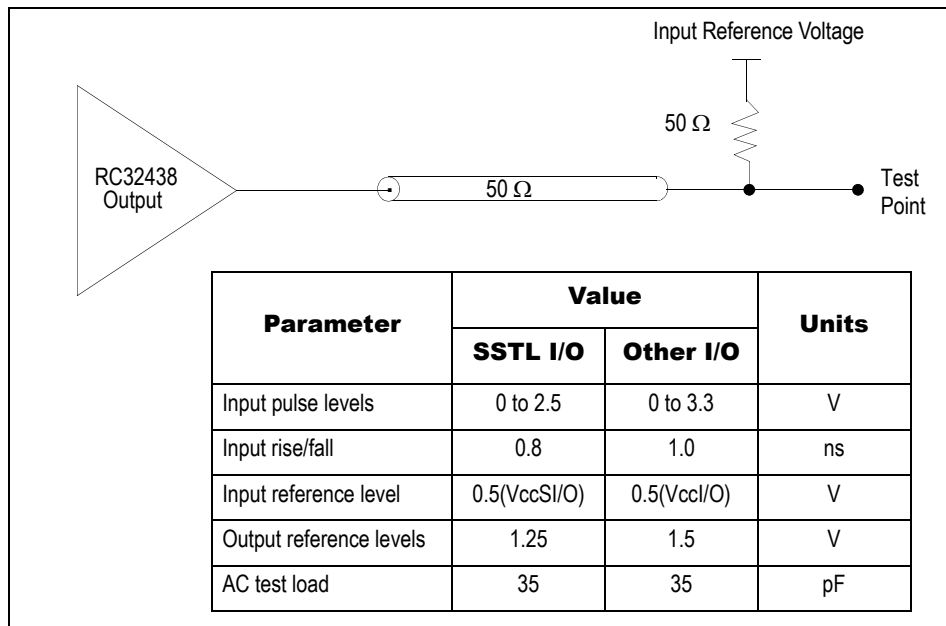 Input Reference Voltage
50 Ω
RC32438
Output
50 Ω
Test
Point
Parameter Value Units
SSTL I/O Other I/O
Input pulse levels 0 to 2.5 0 to 3.3 V
Input rise/fall 0.8 1.0 ns
Input reference level 0.5(VccSI/O) 0.5(VccI/O) V
Output reference levels 1.25 1.5 V
AC test load 35 35 pF